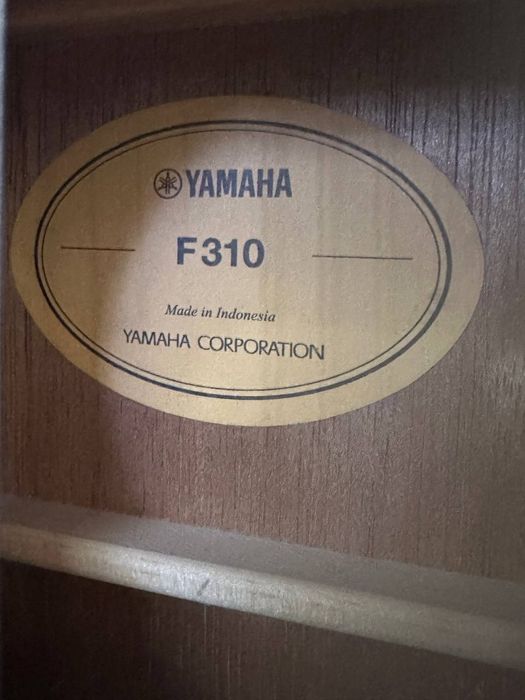 YAMAHA
F310
Made in Indonesia
YAMAHA CORPORATION